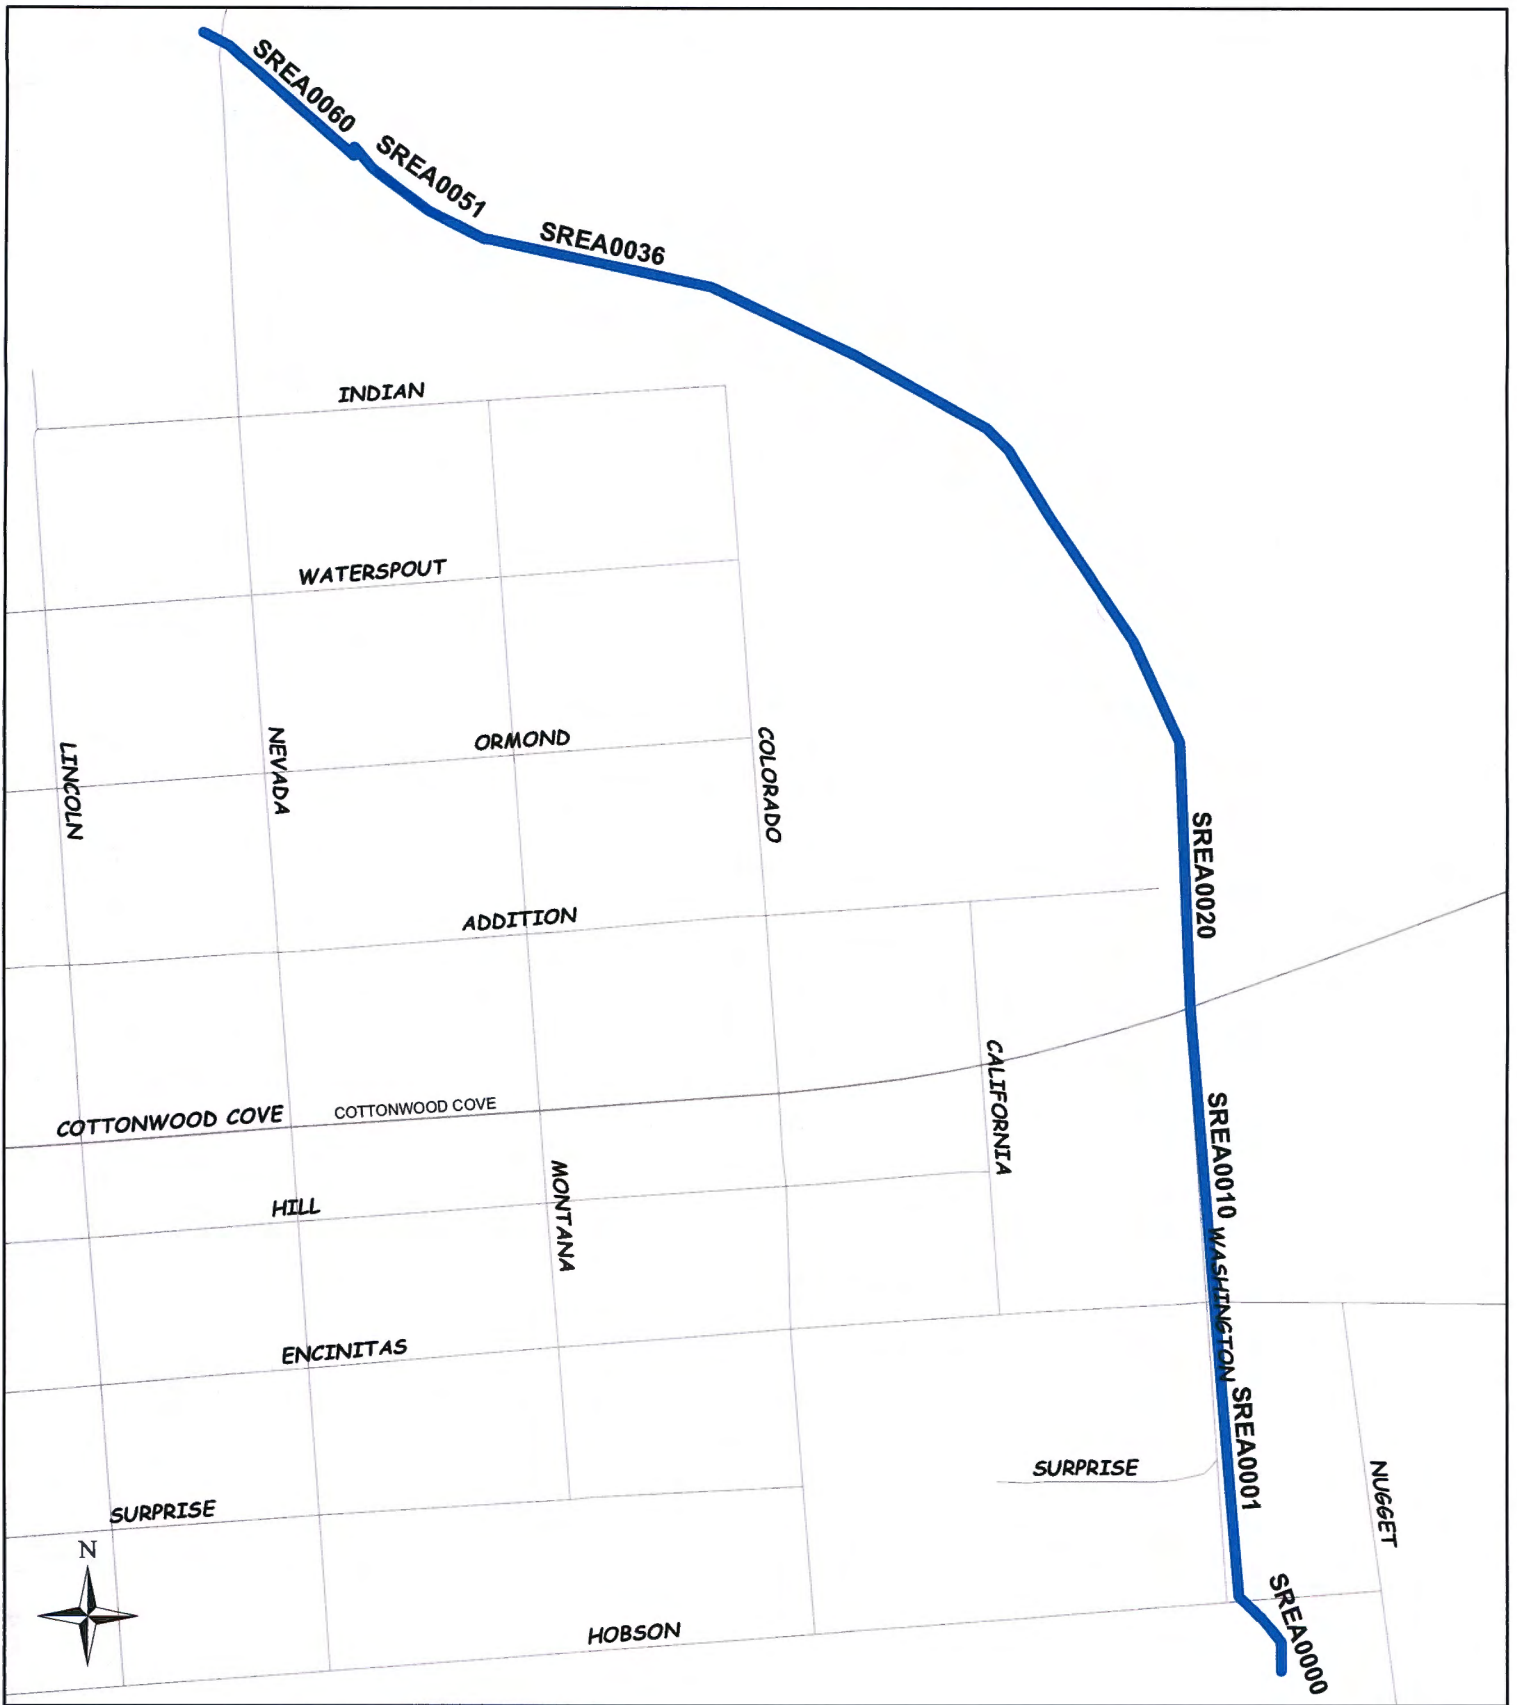 SREA0060
SREA0051
SREA0036
INDIAN
WATERSPOUT
LINCOLN
NEVADA
ORMOND
COLORADO
SREA0020
ADDITION
CALIFORNIA
COTTONWOOD COVE
COTTONWOOD COVE
SREA0010
MONTANA
HILL
WASHINGTON
ENCINITAS
SREA0001
SURPRISE
NUGGET
SURPRISE
N
SREA0000
HOBSON